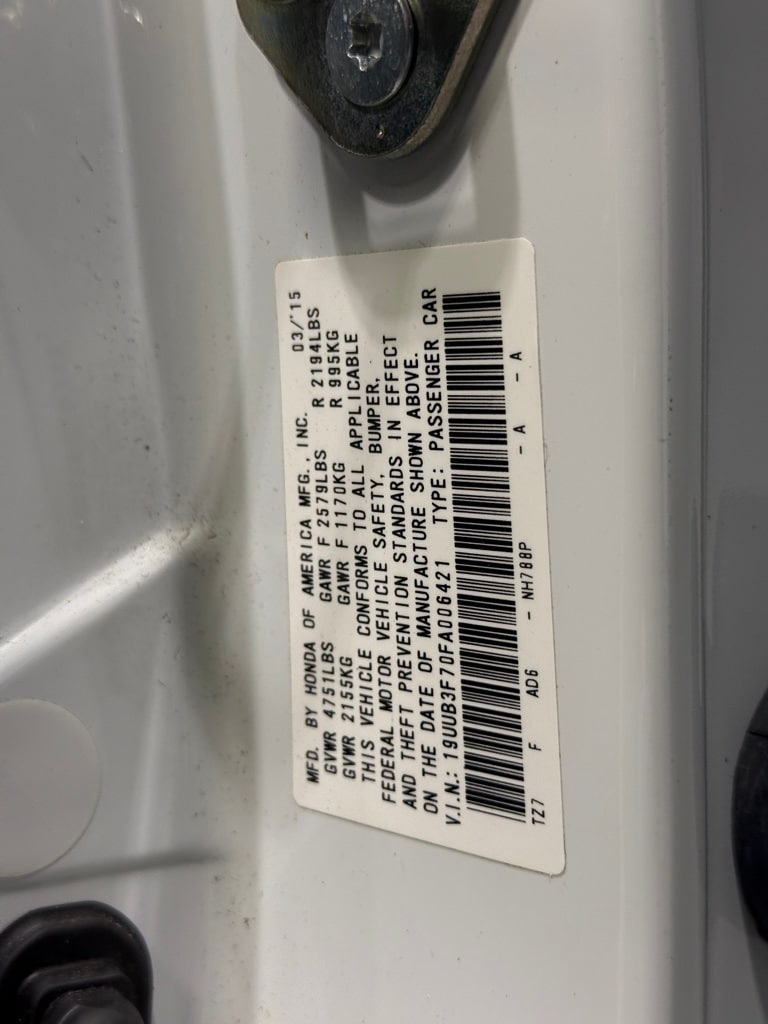 MFD. BY HONDA OF AMERICA MFG., INC. 03/'15
GVWR 4751LBS GAWR F 2579LBS R 2194LBS
GVWR 2155KG GAWR F 1170KG R 995KG
THIS VEHICLE CONFORMS TO ALL APPLICABLE
FEDERAL MOTOR VEHICLE SAFETY, BUMPER,
AND THEFT PREVENTION STANDARDS IN EFFECT
ON THE DATE OF MANUFACTURE SHOWN ABOVE.
V.I.N.: 19UUB3F70FA006421 TYPE: PASSENGER CAR
TZ7 F AD6 - NH788P - A - A